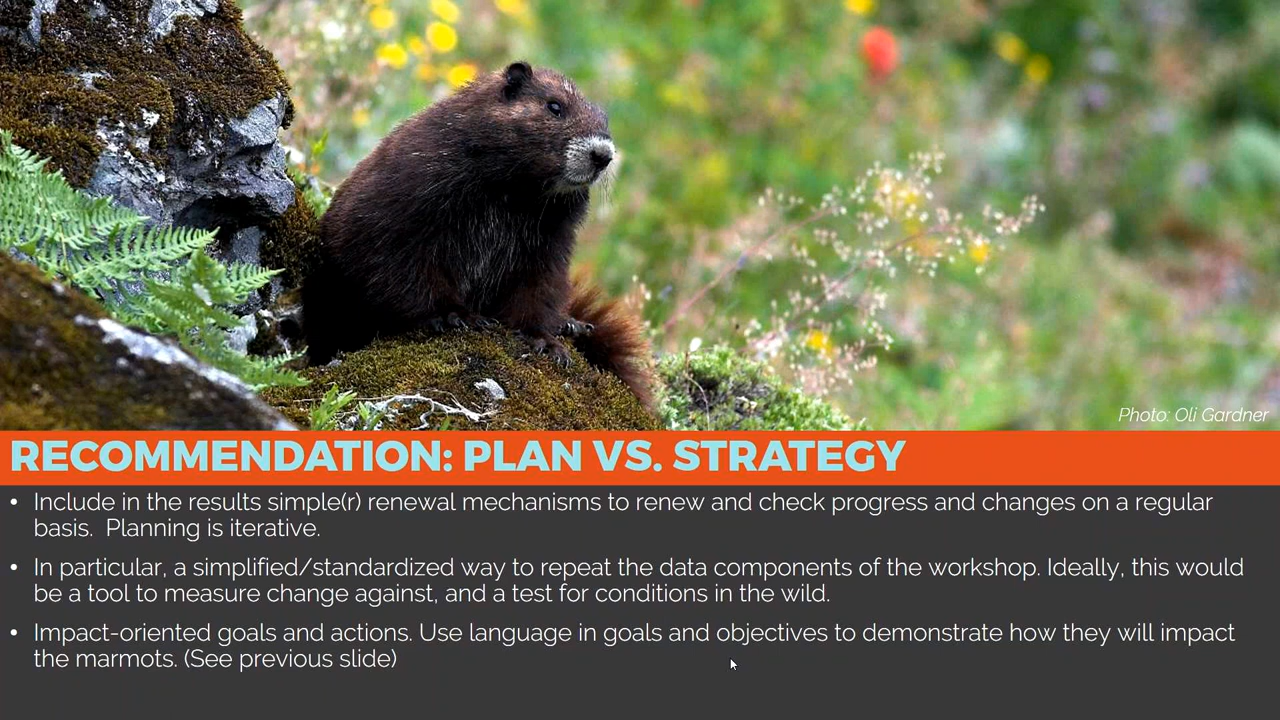 Photo: Oli Gardner
RECOMMENDATION: PLAN VS. STRATEGY
• Include in the results simple(r) renewal mechanisms to renew and check progress and changes on a regular
basis.  Planning is iterative.
• In particular, a simplified/standardized way to repeat the data components of the workshop. Ideally, this would
be a tool to measure change against, and a test for conditions in the wild.
• Impact-oriented goals and actions. Use language in goals and objectives to demonstrate how they will impact
the marmots. (See previous slide)